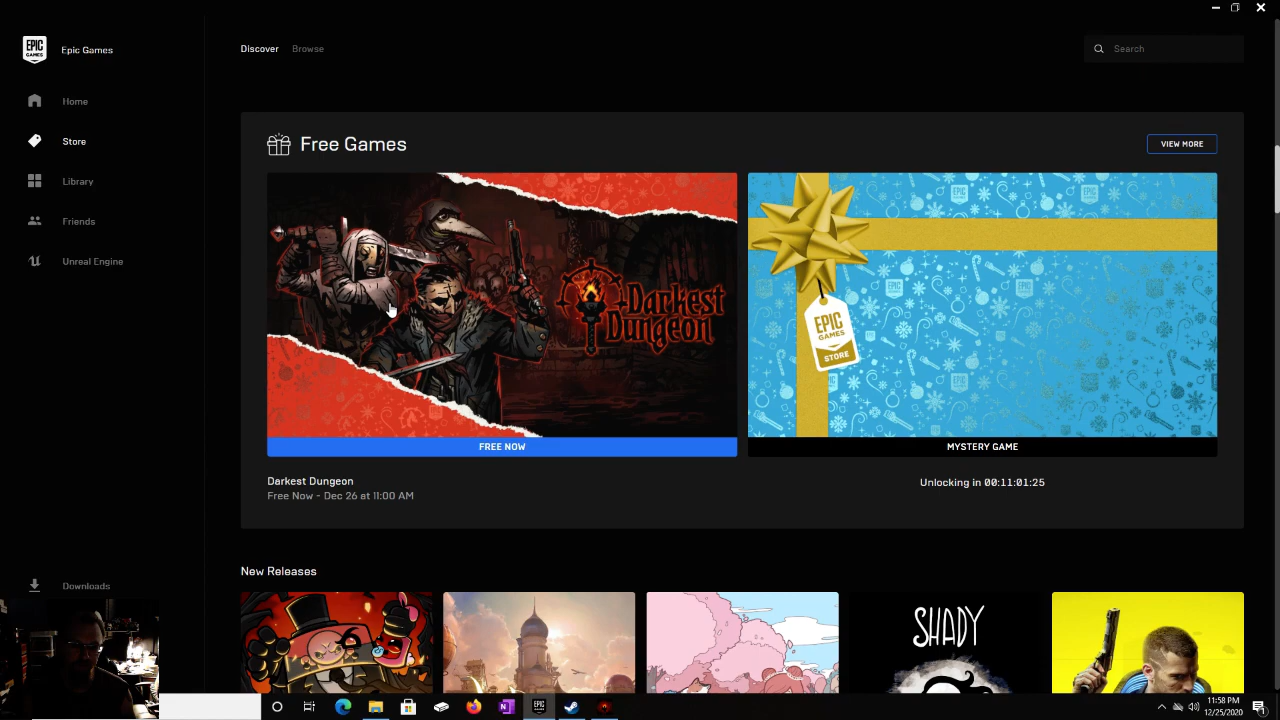 EPIC GAMES
Epic Games
Discover
Browse
Search
Home
Store
Library
Friends
Unreal Engine
Downloads
Free Games
VIEW MORE
Darkest Dungeon
EPIC GAMES STORE
FREE NOW
MYSTERY GAME
Darkest Dungeon
Free Now - Dec 26 at 11:00 AM
Unlocking in 00:11:01:25
New Releases
SHADY
11:58 PM
12/25/2020